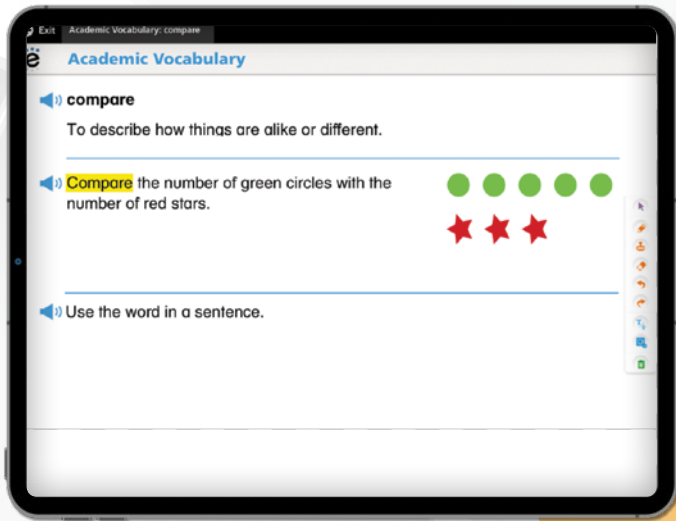 Exit Academic Vocabulary: compare
ē
Academic Vocabulary
compare
To describe how things are alike or different.
Compare the number of green circles with the
number of red stars.
Use the word in a sentence.